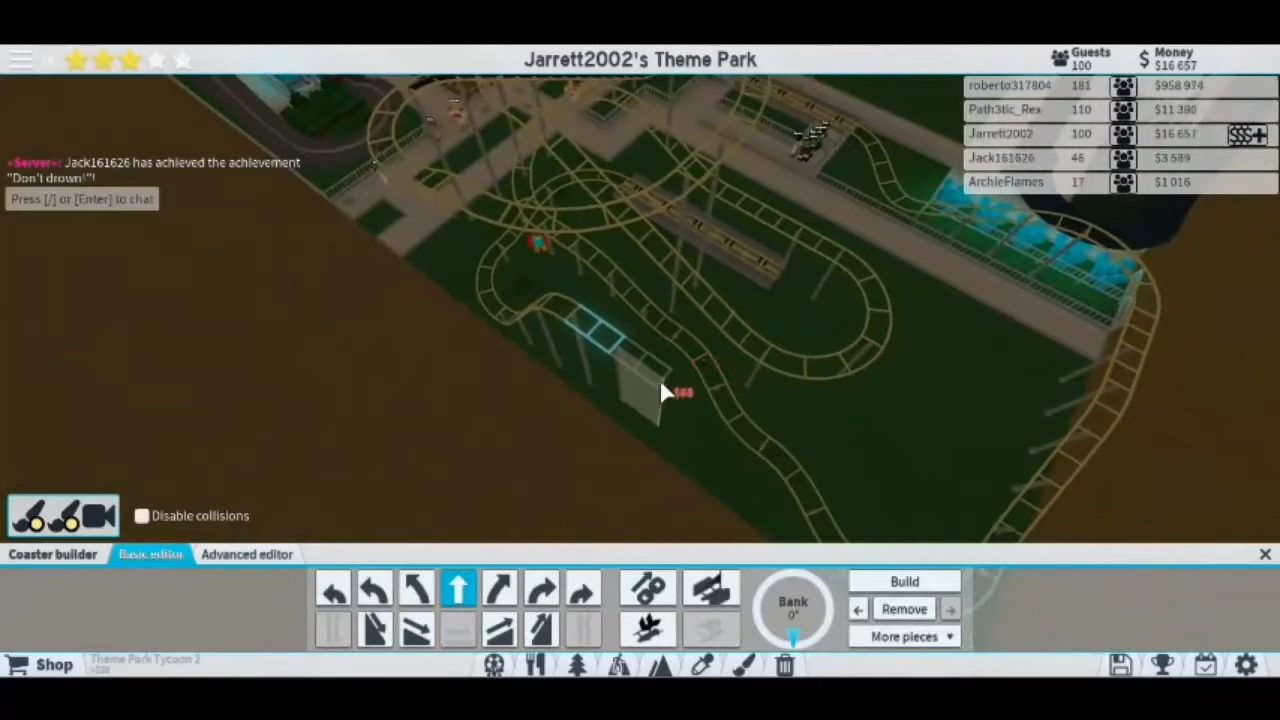 Jarrett2002's Theme Park
Guests
100
Money
$16 657
roberto317804 181 $958 974
Path3tic_Rex 110 $11 380
Jarrett2002 100 $16 657
Jack161626 46 $3 589
ArchieFlames 17 $1 016
«Server»: Jack161626 has achieved the achievement
"Don't drown!"!
Press [/] or [Enter] to chat
$88
Disable collisions
Coaster builder Basic editor Advanced editor
Bank
0°
Build
Remove
More pieces
Shop
Theme Park Tycoon 2